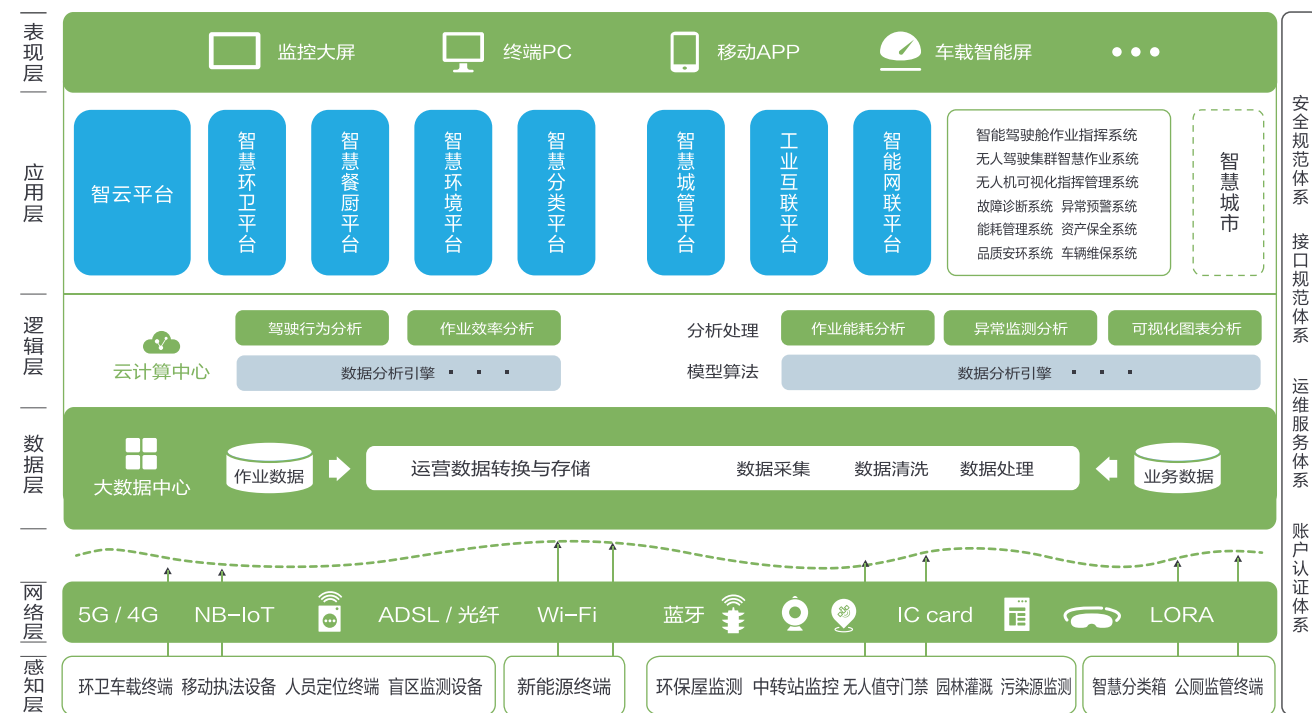 表现层
监控大屏
终端PC
移动APP
车载智能屏
应用层
智云平台
智慧环卫平台
智慧餐厨平台
智慧环境平台
智慧分类平台
智慧城管平台
工业互联平台
智能网联平台
智能驾驶舱作业指挥系统
无人驾驶集群智慧作业系统
无人机可视化指挥管理系统
故障诊断系统 异常预警系统
能耗管理系统 资产保全系统
品质安环系统 车辆维保系统
智慧城市
逻辑层
云计算中心
驾驶行为分析
作业效率分析
数据分析引擎
分析处理
作业能耗分析
异常监测分析
可视化图表分析
模型算法
数据分析引擎
数据层
大数据中心
作业数据
运营数据转换与存储
数据采集
数据清洗
数据处理
业务数据
网络层
5G / 4G
NB-IoT
ADSL / 光纤
Wi-Fi
蓝牙
IC card
LORA
感知层
环卫车载终端 移动执法设备 人员定位终端 盲区监测设备
新能源终端
环保屋监测 中转站监控 无人值守门禁 园林灌溉 污染源监测
智慧分类箱 公厕监管终端
安全规范体系
接口规范体系
运维服务体系
账户认证体系